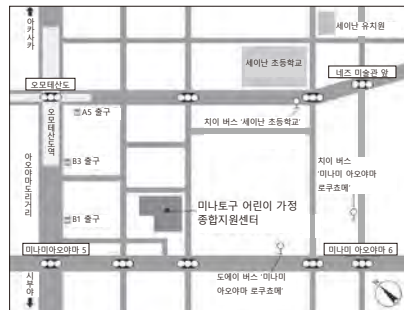 아카사카
세이난 유치원
세이난 초등학교
오모테산도
네즈 미술관 앞
A5 출구
치이 버스 '세이난 초등학교'
오모테산도역
아오야마도리거리
B3 출구
치이 버스
'미나미 아오야마
로쿠쵸메'
미나토구 어린이 가정
종합지원센터
B1 출구
미나미아오야마 5
미나미 아오야마 6
도에이 버스 '미나미
아오야마 로쿠쵸메'
시부야
N